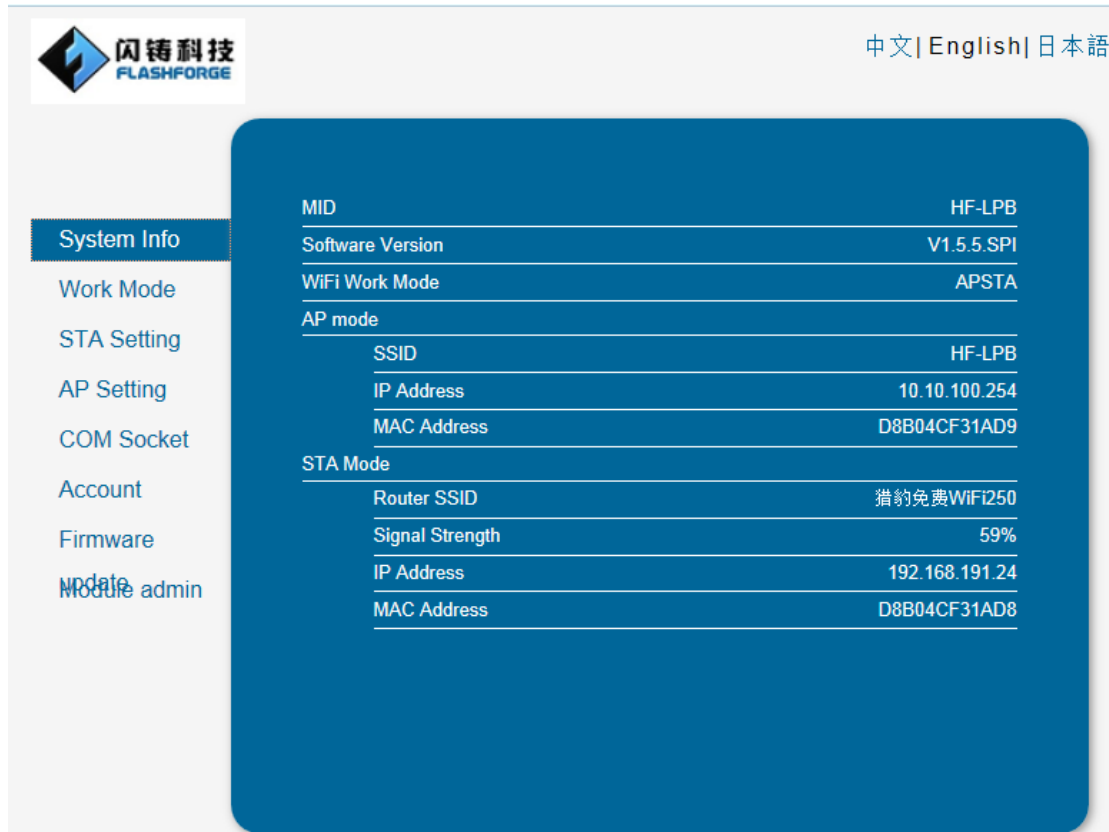 闪铸科技
FLASHFORGE
中文| English| 日本語
System Info
Work Mode
STA Setting
AP Setting
COM Socket
Account
Firmware
update
Module admin
MID HF-LPB
Software Version V1.5.5.SPI
WiFi Work Mode APSTA
AP mode
SSID HF-LPB
IP Address 10.10.100.254
MAC Address D8B04CF31AD9
STA Mode
Router SSID 猎豹免费WiFi250
Signal Strength 59%
IP Address 192.168.191.24
MAC Address D8B04CF31AD8